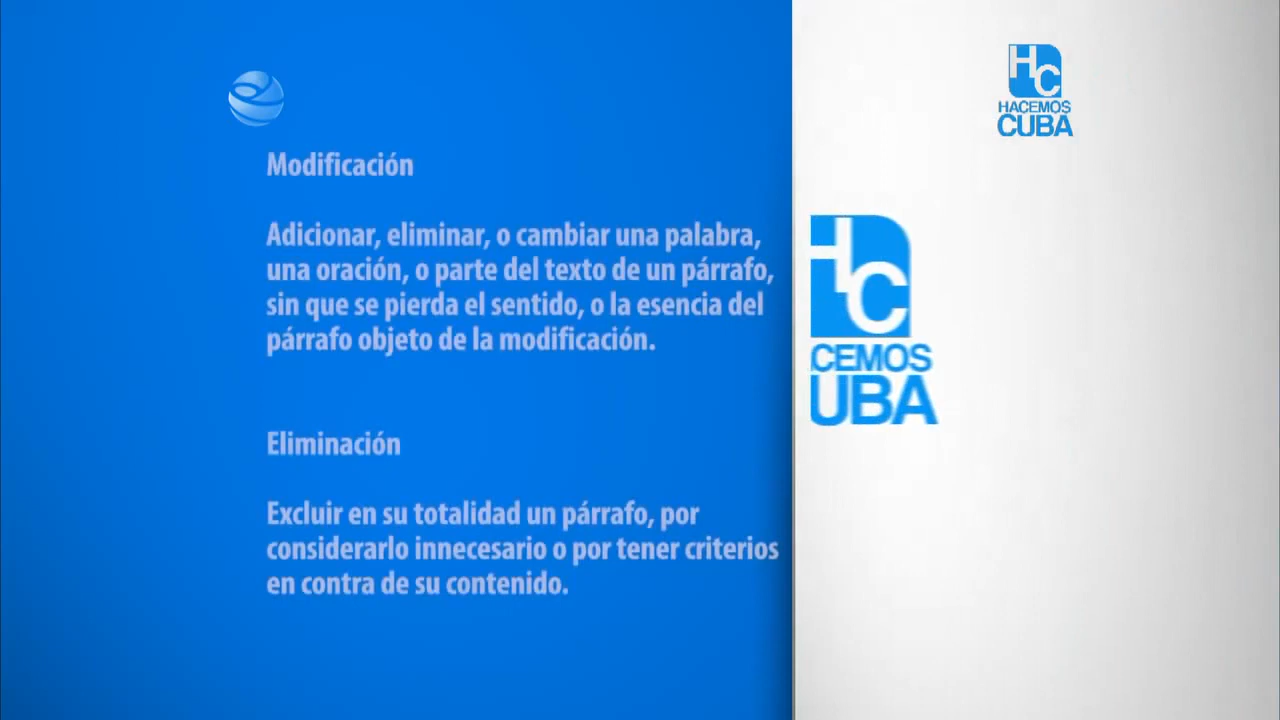 HC
HACEMOS
CUBA
Modificación
Adicionar, eliminar, o cambiar una palabra,
una oración, o parte del texto de un párrafo,
sin que se pierda el sentido, o la esencia del
párrafo objeto de la modificación.
Eliminación
Excluir en su totalidad un párrafo, por
considerarlo innecesario o por tener criterios
en contra de su contenido.
HC
CEMOS
UBA